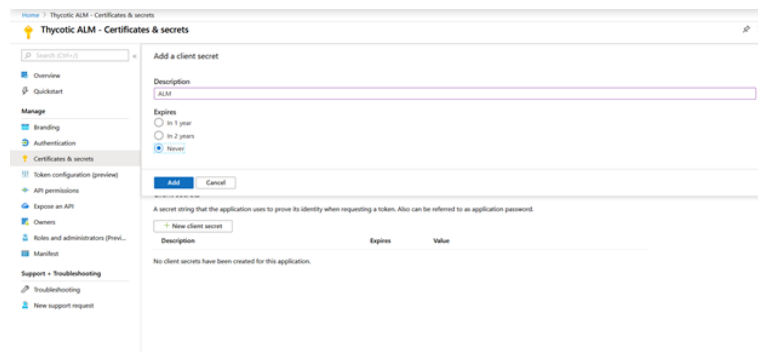 Home > Thycotic ALM - Certificates & secrets
Thycotic ALM - Certificates & secrets
Search (Ctrl+/)
«
Overview
Quickstart
Manage
Branding
Authentication
Certificates & secrets
Token configuration (preview)
API permissions
Expose an API
Owners
Roles and administrators (Previ...
Manifest
Support + Troubleshooting
Troubleshooting
New support request
Add a client secret
Description
ALM
Expires
In 1 year
In 2 years
Never
Add Cancel
Client secrets
A secret string that the application uses to prove its identity when requesting a token. Also can be referred to as application password.
+ New client secret
Description Expires Value
No client secrets have been created for this application.